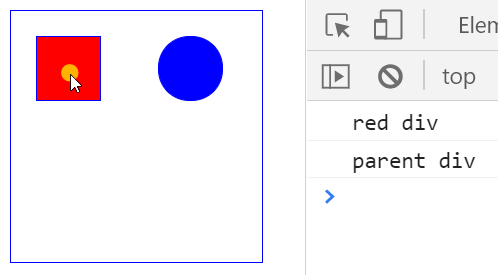 Elem
top
red div
parent div